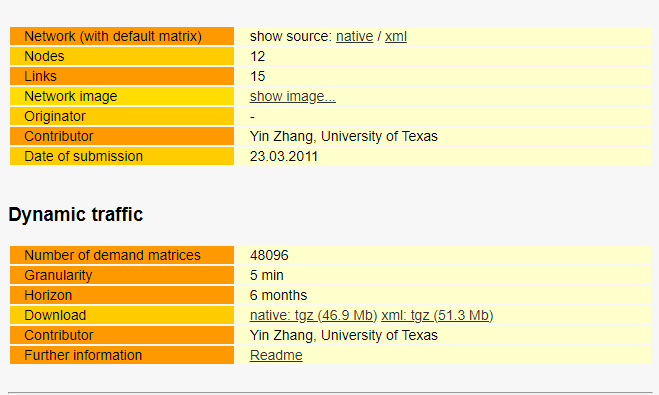 Network (with default matrix) show source: native / xml
Nodes 12
Links 15
Network image show image...
Originator -
Contributor Yin Zhang, University of Texas
Date of submission 23.03.2011
Dynamic traffic
Number of demand matrices 48096
Granularity 5 min
Horizon 6 months
Download native: tgz (46.9 Mb) xml: tgz (51.3 Mb)
Contributor Yin Zhang, University of Texas
Further information Readme